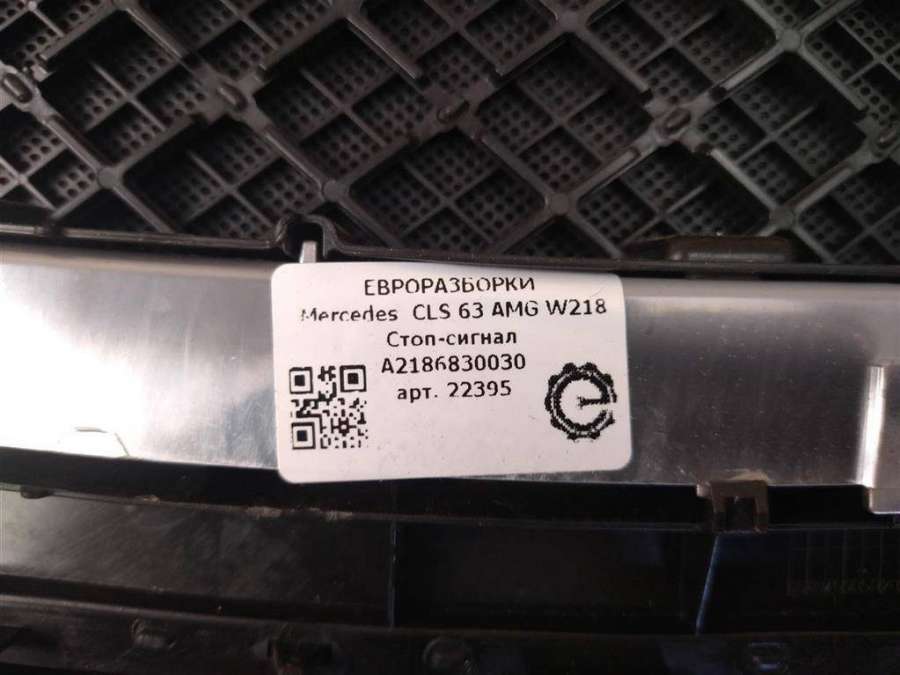 ЕВРОРАЗБОРКИ
Mercedes CLS 63 AMG W218
Стоп-сигнал
A2186830030
арт. 22395